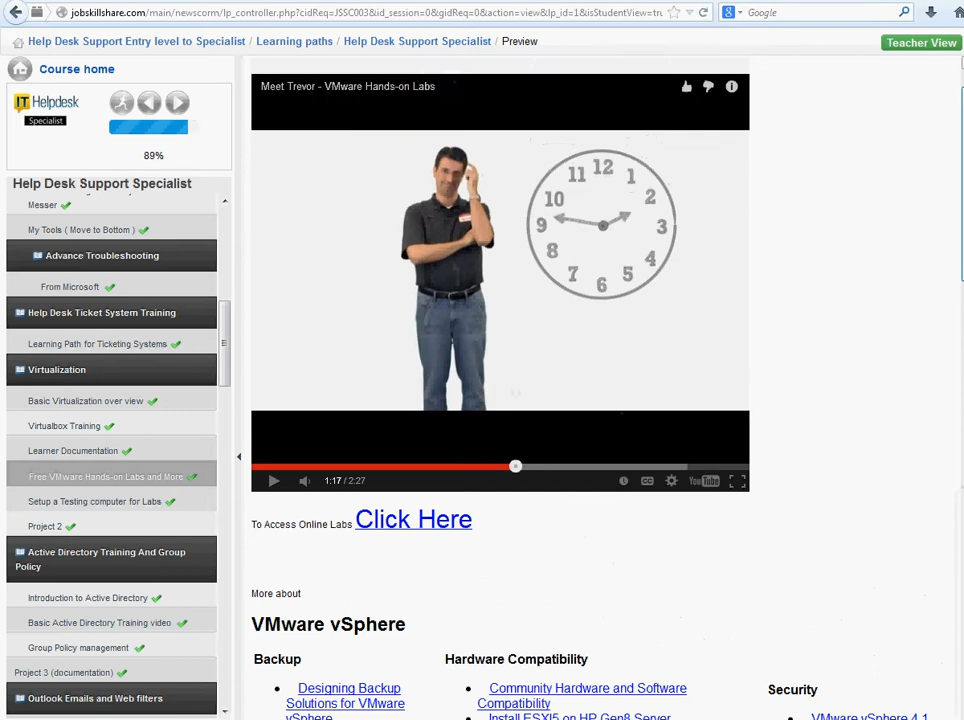 jobskillshare.com/main/newscorm/lp_controller.php?cidReq=JSSC003&id_session=0&gidReq=0&action=view&lp_id=1&isStudentView=tru
Google
Help Desk Support Entry level to Specialist / Learning paths / Help Desk Support Specialist / Preview
Teacher View
Course home
IT Helpdesk
Specialist
89%
Help Desk Support Specialist
Messer
My Tools ( Move to Bottom )
Advance Troubleshooting
From Microsoft
Help Desk Ticket System Training
Learning Path for Ticketing Systems
Virtualization
Basic Virtualization over view
Virtualbox Training
Learner Documentation
Free VMware Hands-on Labs and More
Setup a Testing computer for Labs
Project 2
Active Directory Training And Group
Policy
Introduction to Active Directory
Basic Active Directory Training video
Group Policy management
Project 3 (documentation)
Outlook Emails and Web filters
Meet Trevor - VMware Hands-on Labs
12
1
2
3
4
5
6
7
8
9
10
11
1:17 / 2:27
CC
YouTube
To Access Online Labs Click Here
More about
VMware vSphere
Backup
Designing Backup
Solutions for VMware
vSphere
Hardware Compatibility
Community Hardware and Software
Compatibility
Install ESXI5 on HP Gen8 Server
Security
VMware vSphere 4.1